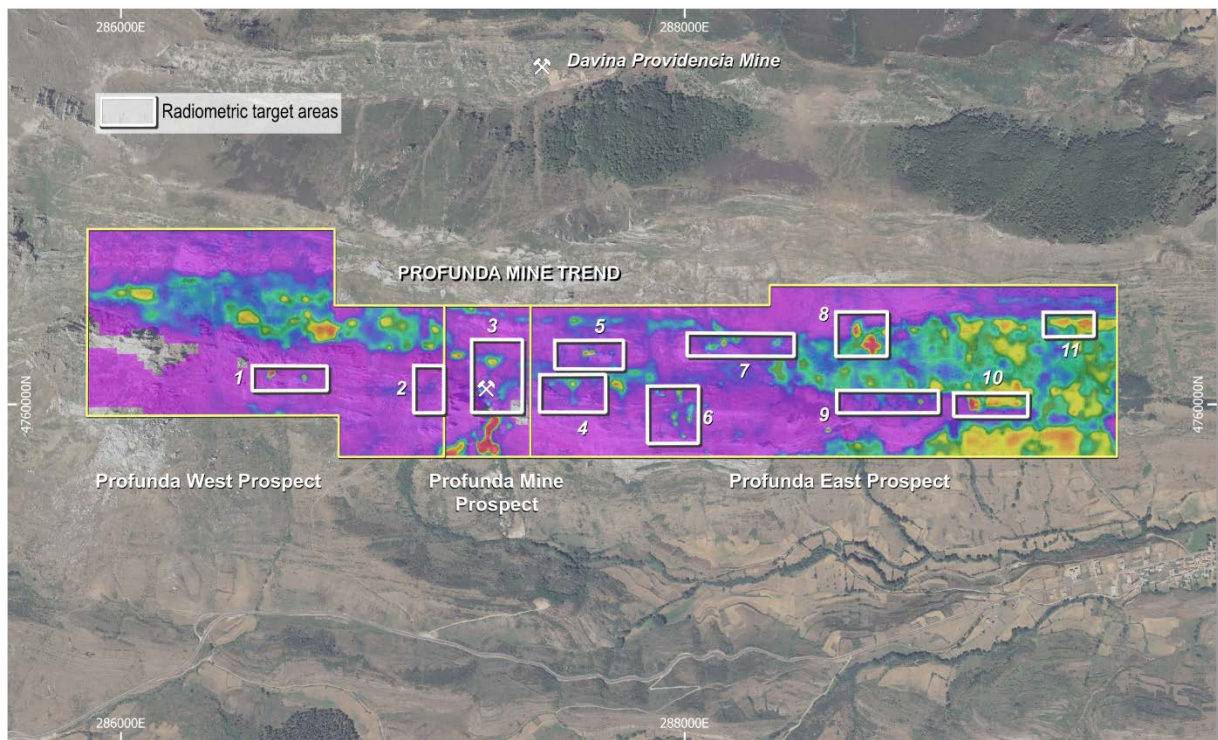 286000E
288000E
Davina Providencia Mine
Radiometric target areas
PROFUNDA MINE TREND
3
5
8
7
11
1
2
10
4
6
9
4760000N
4760000N
Profunda West Prospect
Profunda Mine
Prospect
Profunda East Prospect
286000E
288000E